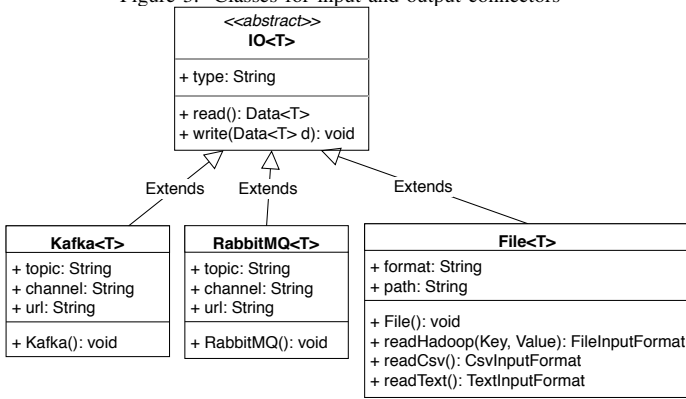 Figure 3. Classes for input and output connectors
<<abstract>>
IO<T>
+ type: String
+ read(): Data<T>
+ write(Data<T> d): void
Extends
Extends
Extends
Kafka<T>
+ topic: String
+ channel: String
+ url: String
+ Kafka(): void
RabbitMQ<T>
+ topic: String
+ channel: String
+ url: String
+ RabbitMQ(): void
File<T>
+ format: String
+ path: String
+ File(): void
+ readHadoop(Key, Value): FileInputFormat
+ readCsv(): CsvInputFormat
+ readText(): TextInputFormat